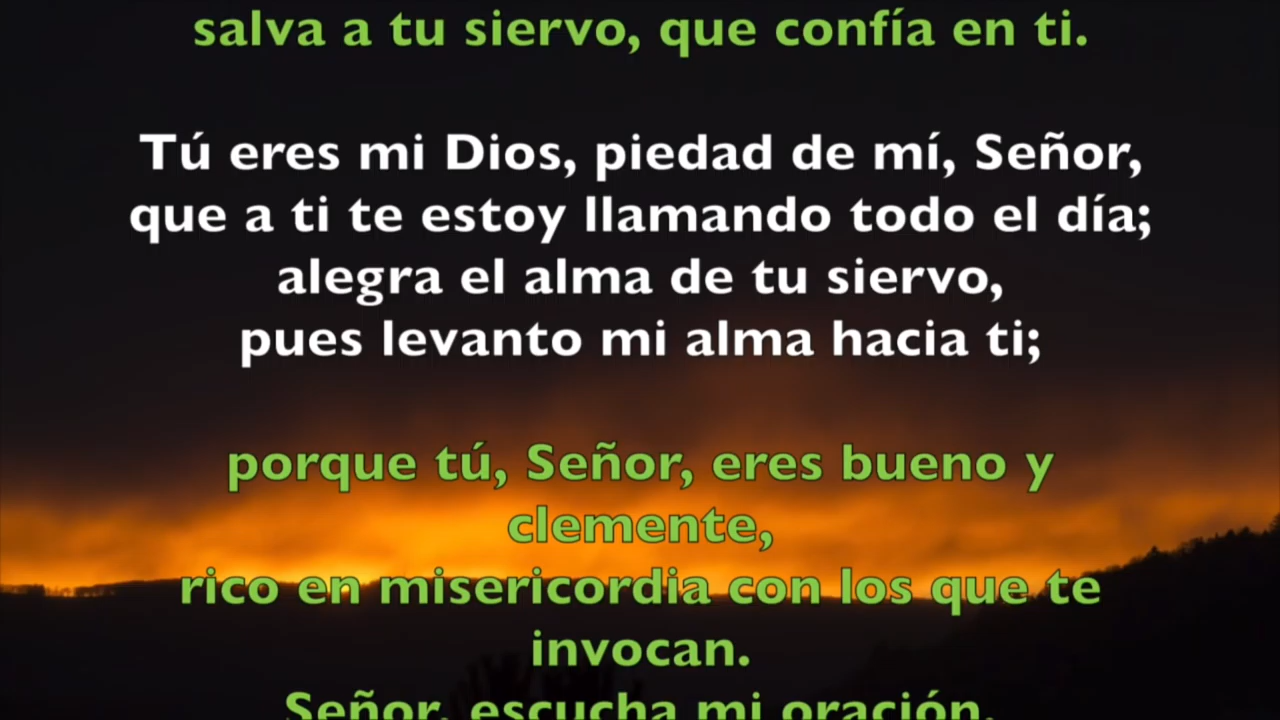 salva a tu siervo, que confía en ti.
Tú eres mi Dios, piedad de mí, Señor,
que a ti te estoy llamando todo el día;
alegra el alma de tu siervo,
pues levanto mi alma hacia ti;
porque tú, Señor, eres bueno y
clemente,
rico en misericordia con los que te
invocan.
Señor, escucha mi oración,